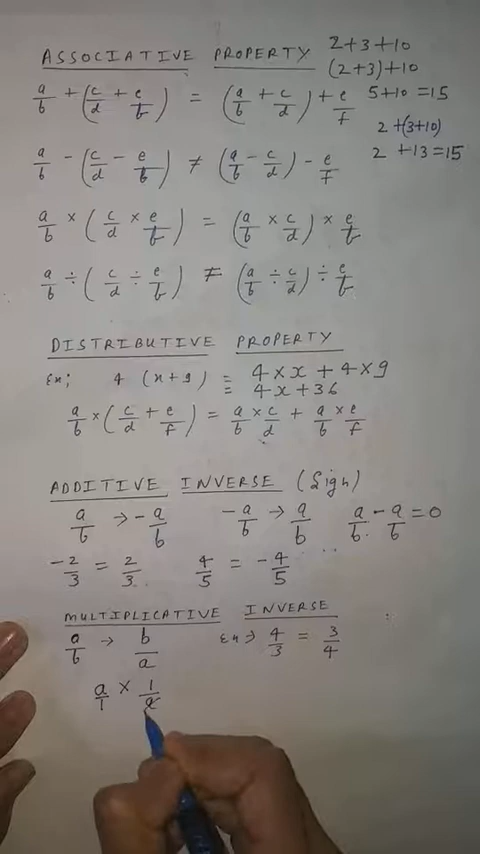 ASSOCIATIVE PROPERTY 2+3+10
(2+3)+10
a/b + (c/d + e/f) = (a/b + c/d) + e/f 5+10=15
2+(3+10)
a/b - (c/d - e/f) ≠ (a/b - c/d) - e/f 2 +13=15
a/b × (c/d × e/f) = (a/b × c/d) × e/f
a/b ÷ (c/d ÷ e/f) ≠ (a/b ÷ c/d) ÷ e/f
DISTRIBUTIVE PROPERTY
Ex; 4 (x+9) = 4×x + 4×9
= 4x+36
a/b × (c/d + e/f) = a/b × c/d + a/b × e/f
ADDITIVE INVERSE (Sign)
a/b → -a/b -a/b → a/b a/b - a/b = 0
-2/3 = 2/3. 4/5 = -4/5
MULTIPLICATIVE INVERSE
a/b → b/a Ex → 4/3 = 3/4
a/1 × 1/a